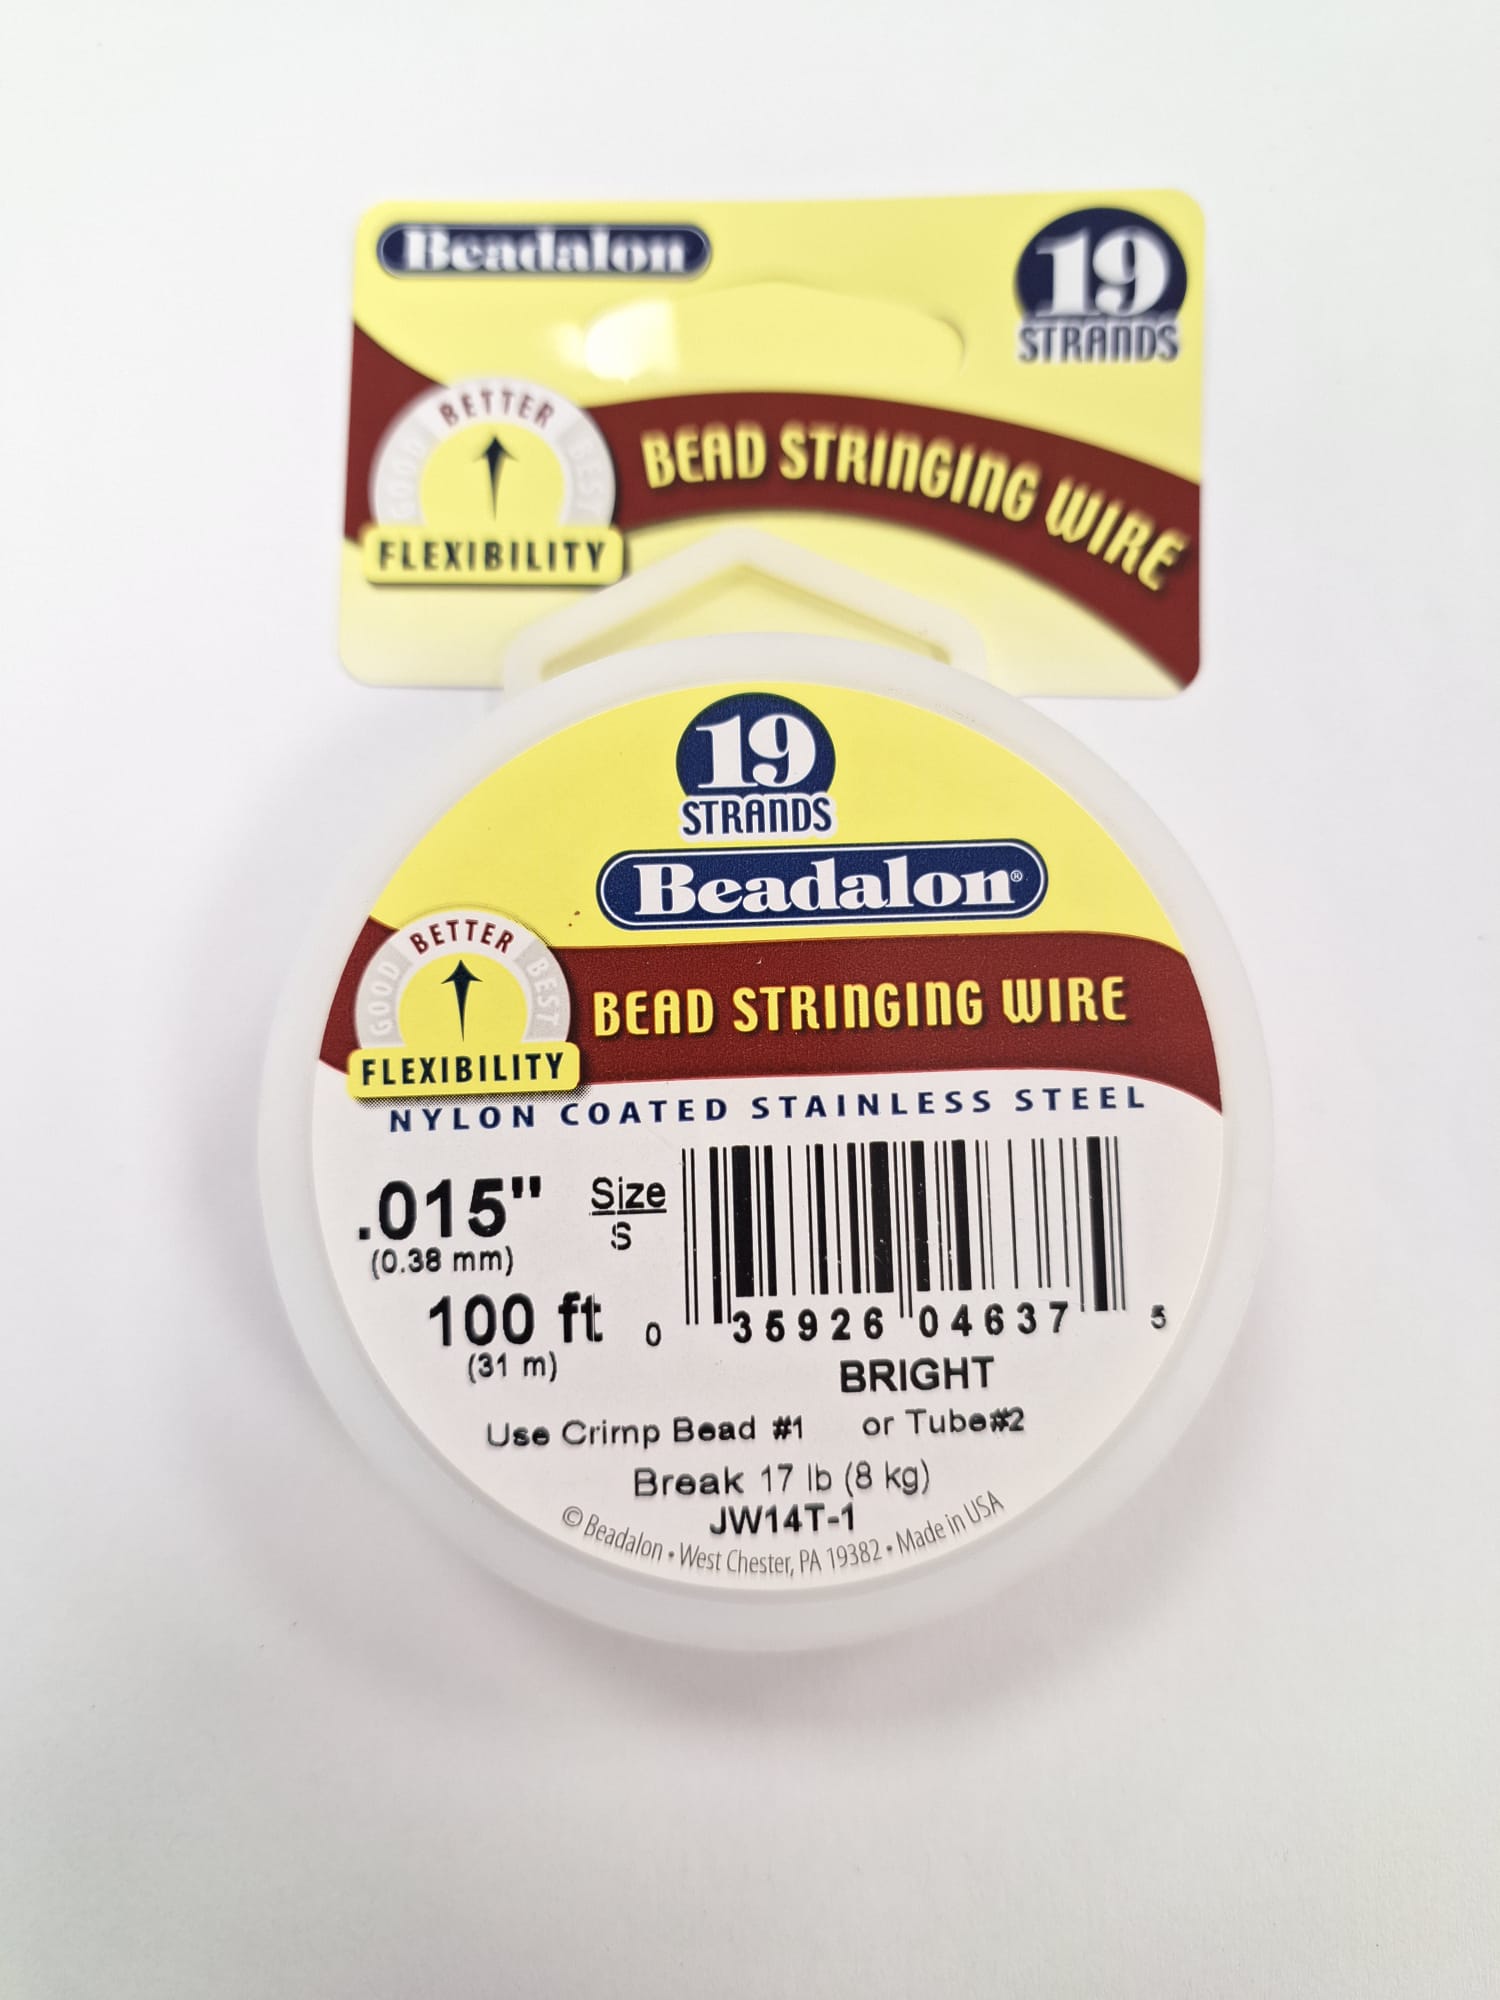 Beadalon
19
STRANDS
GOOD BETTER BEST
FLEXIBILITY
BEAD STRINGING WIRE
19
STRANDS
Beadalon®
GOOD BETTER BEST
FLEXIBILITY
BEAD STRINGING WIRE
NYLON COATED STAINLESS STEEL
.015"
(0.38 mm)
Size
S
100 ft
(31 m)
0 35926 04637 5
BRIGHT
Use Crimp Bead #1 or Tube#2
Break 17 lb (8 kg)
JW14T-1
© Beadalon • West Chester, PA 19382 • Made in USA